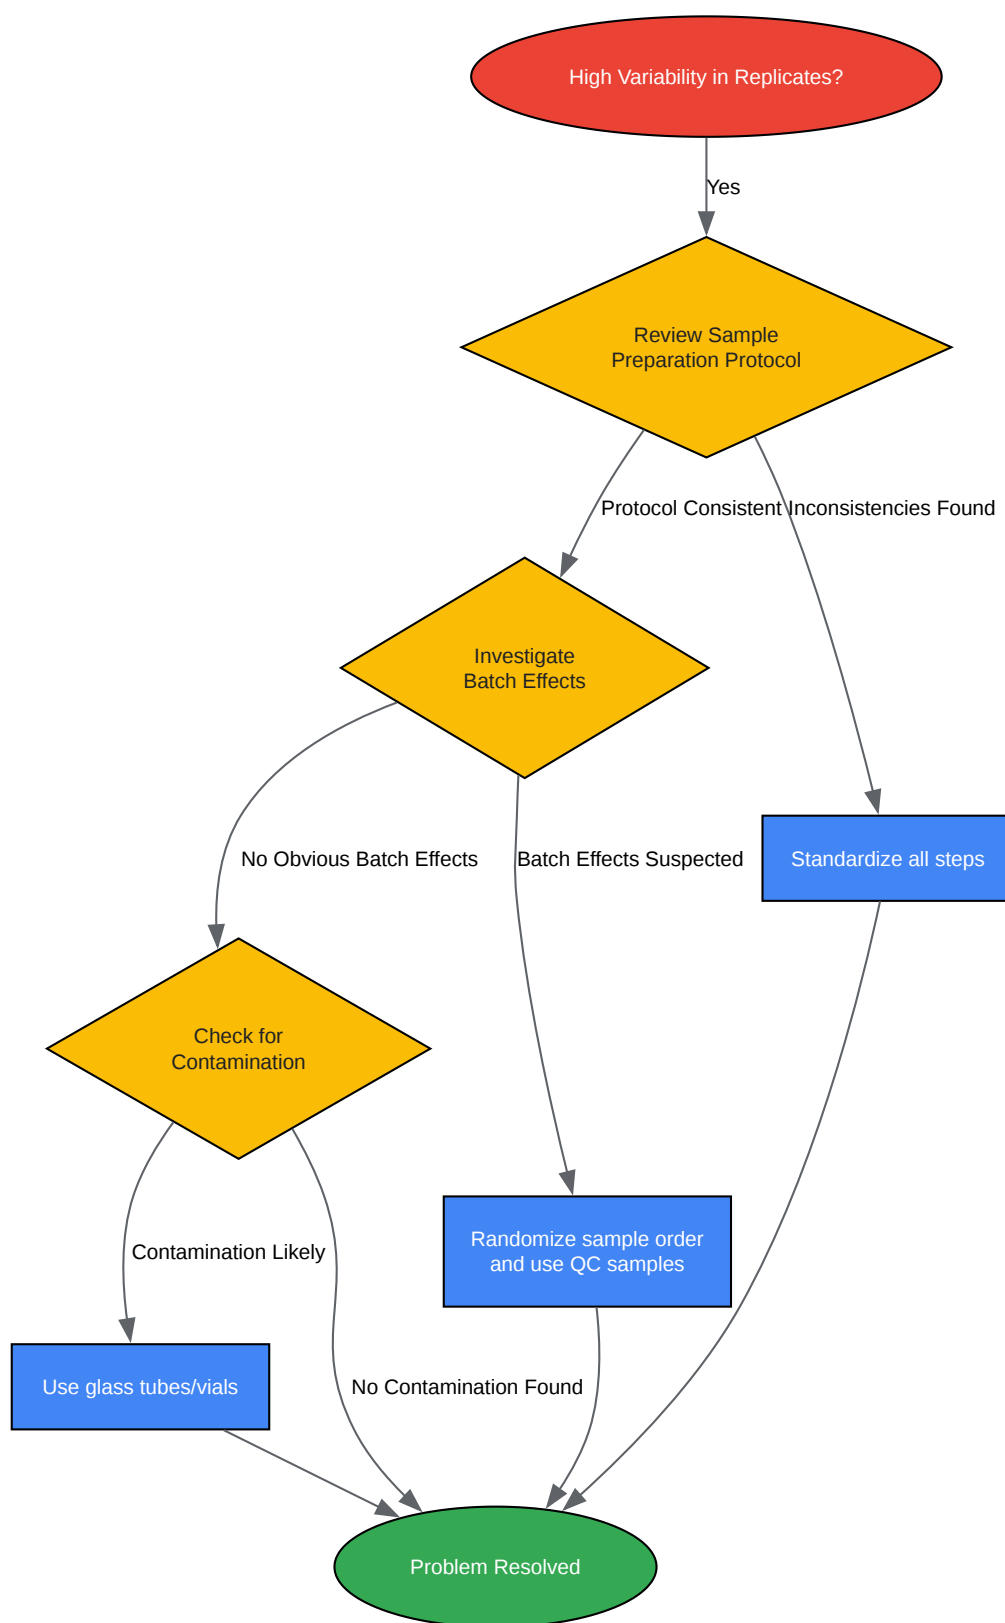 High Variability in Replicates?
Yes
Review Sample
Preparation Protocol
Protocol Consistent
Inconsistencies Found
Investigate
Batch Effects
No Obvious Batch Effects
Batch Effects Suspected
Standardize all steps
Check for
Contamination
Contamination Likely
Randomize sample order
and use QC samples
Use glass tubes/vials
No Contamination Found
Problem Resolved